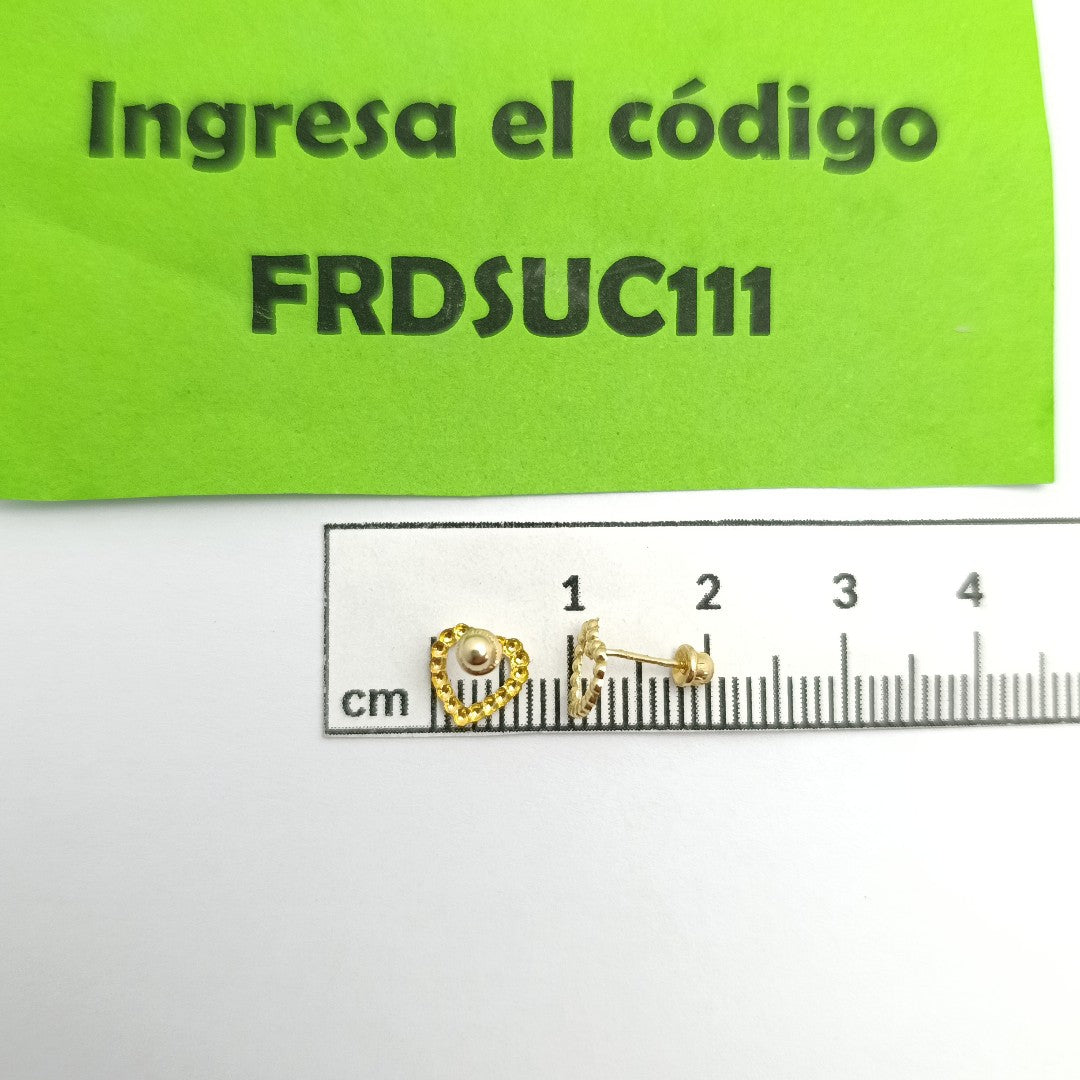 Ingresa el código
FRDSUC111
1 2 3 4
cm